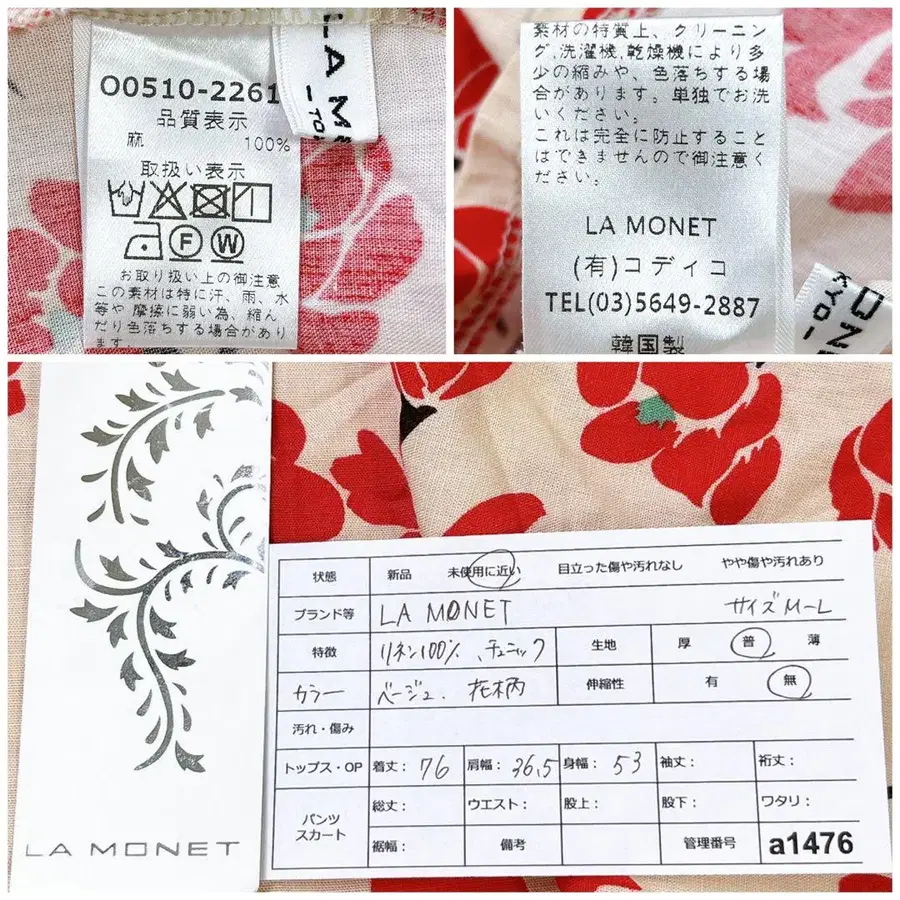 O0510-2261
品質表示
麻 100%
取扱い表示
F W
お取り扱い上の御注意
この素材は特に汗、雨、水
等や 摩擦に弱い為、縮ん
だり色落ちする場合があり
ます。
LA M
-TO
素材の特質上、クリーニン
グ,洗濯機,乾燥機により多
少の縮みや、色落ちする場
合があります。単独でお洗
いください。
これは完全に防止すること
はできませんので御注意く
ださい。
LA MONET
(有)コディコ
TEL(03)5649-2887
韓国製
ONE
KYO-
LA MONET
状態 新品 未使用に近い 目立った傷や汚れなし やや傷や汚れあり
ブランド等 LA MONET サイズM-L
特徴 リネン100%、チュニック 生地 厚 普 薄
カラー ベージュ、花柄 伸縮性 有 無
汚れ・傷み
トップス・OP 着丈: 76 肩幅: 36.5 身幅: 53 袖丈: 裄丈:
パンツ スカート 総丈: ウエスト: 股上: 股下: ワタリ:
裾幅: 備考 管理番号 a1476